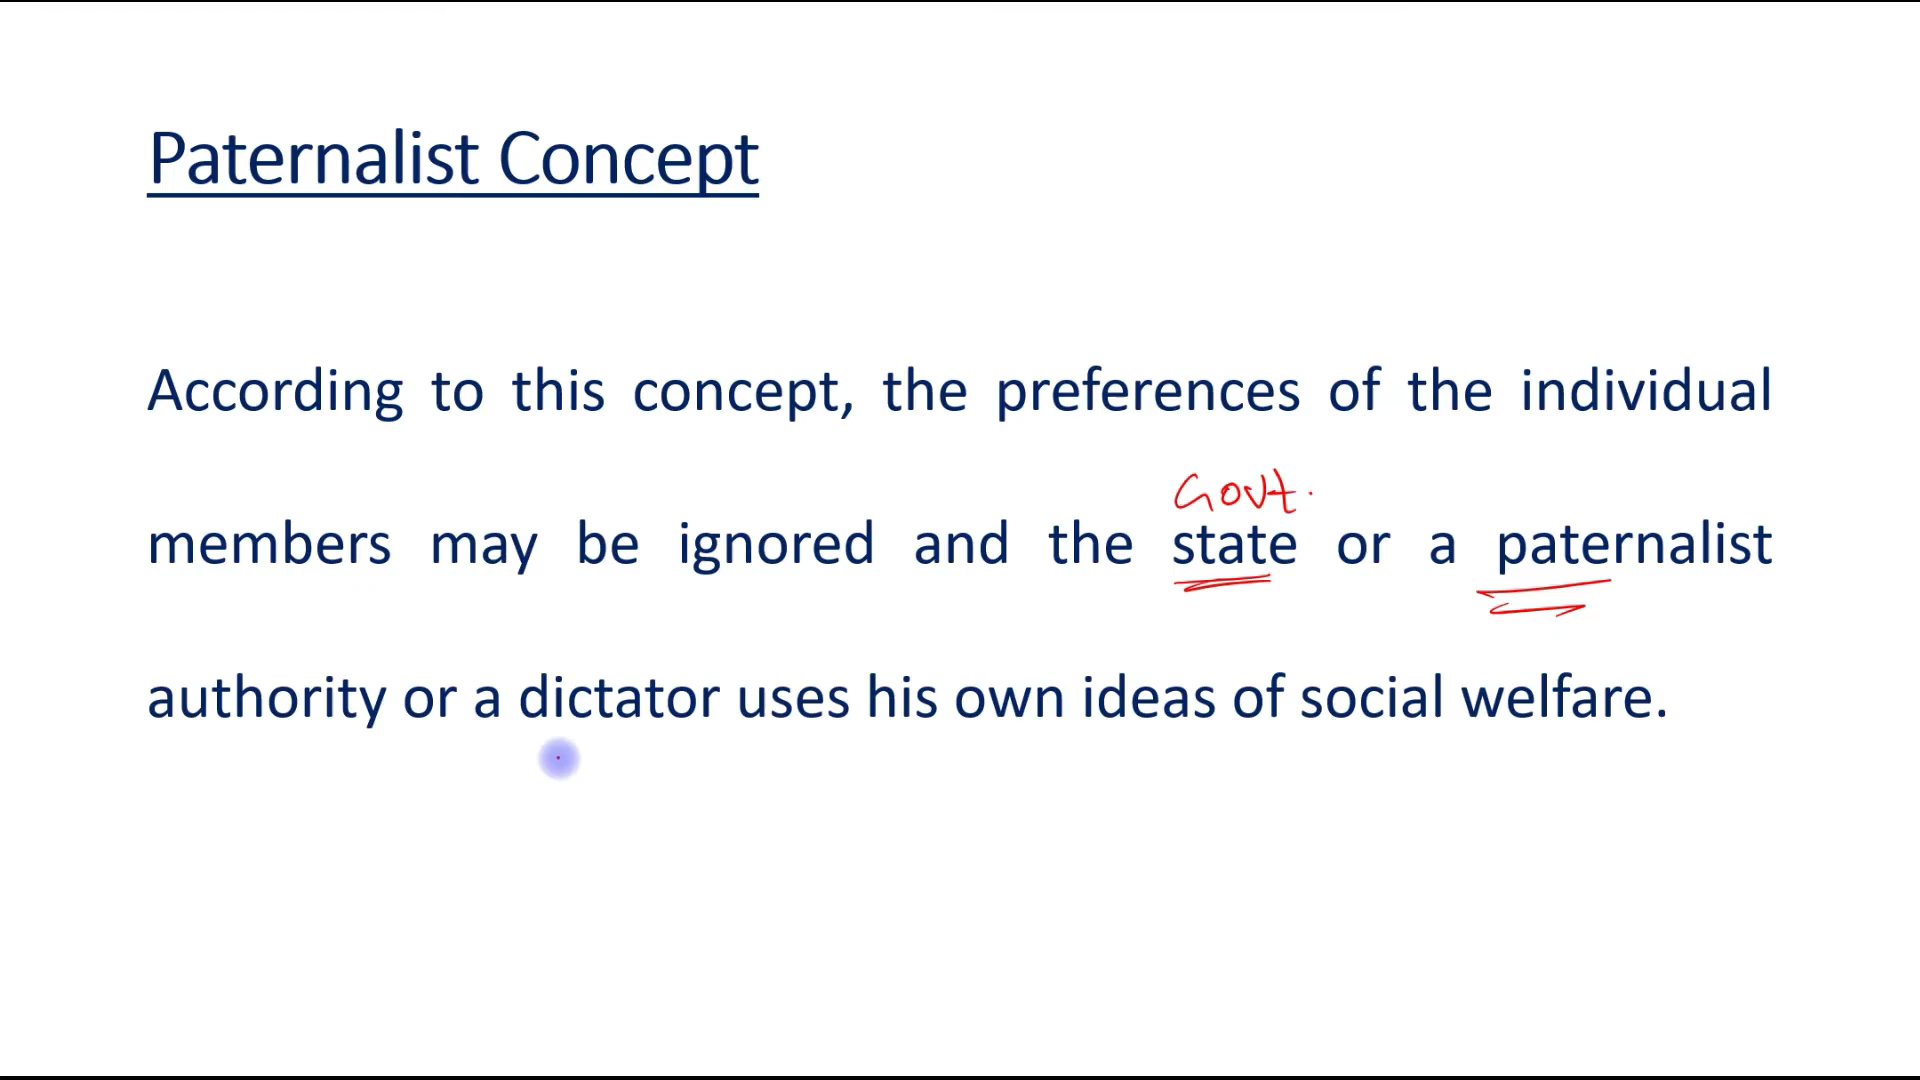 Paternalist Concept
According to this concept, the preferences of the individual
Govt.
members may be ignored and the state or a paternalist
authority or a dictator uses his own ideas of social welfare.